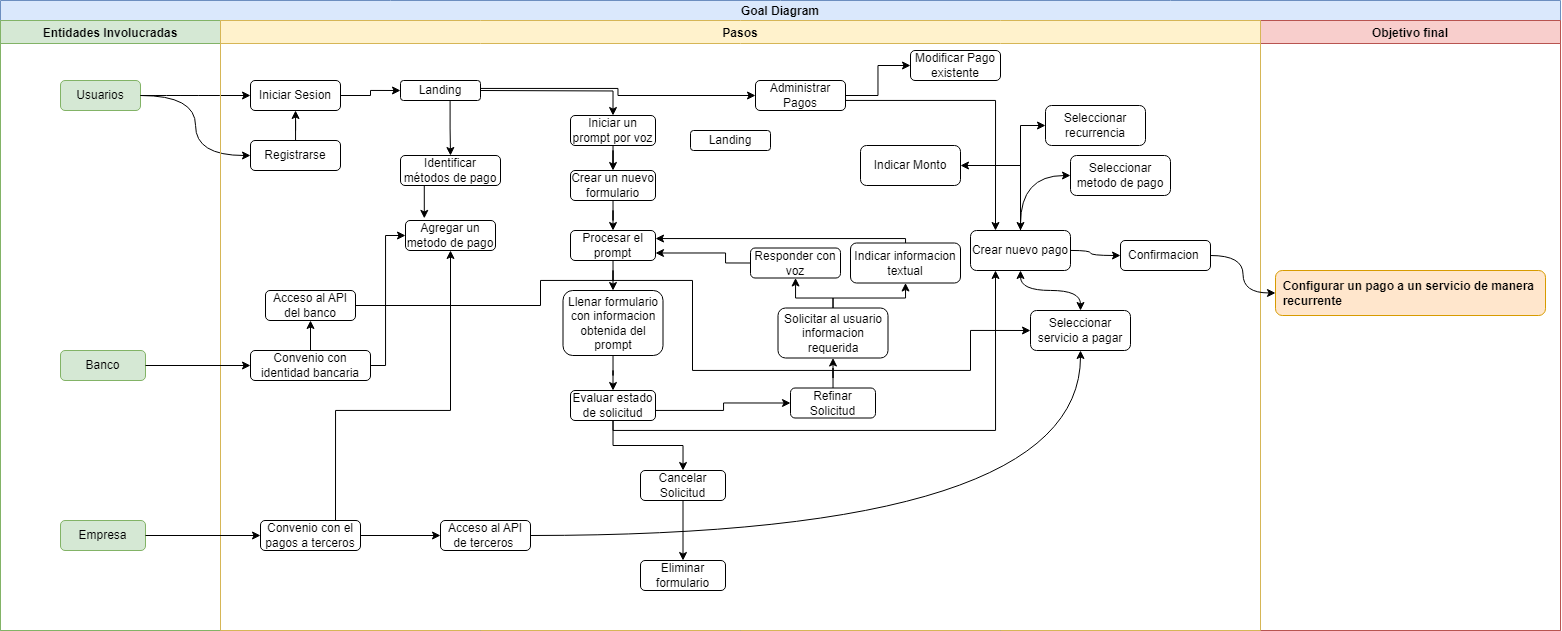 Goal Diagram
Entidades Involucradas
Pasos
Objetivo final
Usuarios
Iniciar Sesion
Registrarse
Landing
Identificar
métodos de pago
Agregar un
metodo de pago
Iniciar un
prompt por voz
Crear un nuevo
formulario
Procesar el
prompt
Llenar formulario
con informacion
obtenida del
prompt
Evaluar estado
de solicitud
Cancelar
Solicitud
Eliminar
formulario
Landing
Administrar
Pagos
Modificar Pago
existente
Responder con
voz
Indicar informacion
textual
Solicitar al usuario
informacion
requerida
Refinar
Solicitud
Indicar Monto
Seleccionar
recurrencia
Seleccionar
metodo de pago
Crear nuevo pago
Confirmacion
Seleccionar
servicio a pagar
Configurar un pago a un servicio de manera
recurrente
Acceso al API
del banco
Banco
Convenio con
identidad bancaria
Empresa
Convenio con el
pagos a terceros
Acceso al API
de terceros